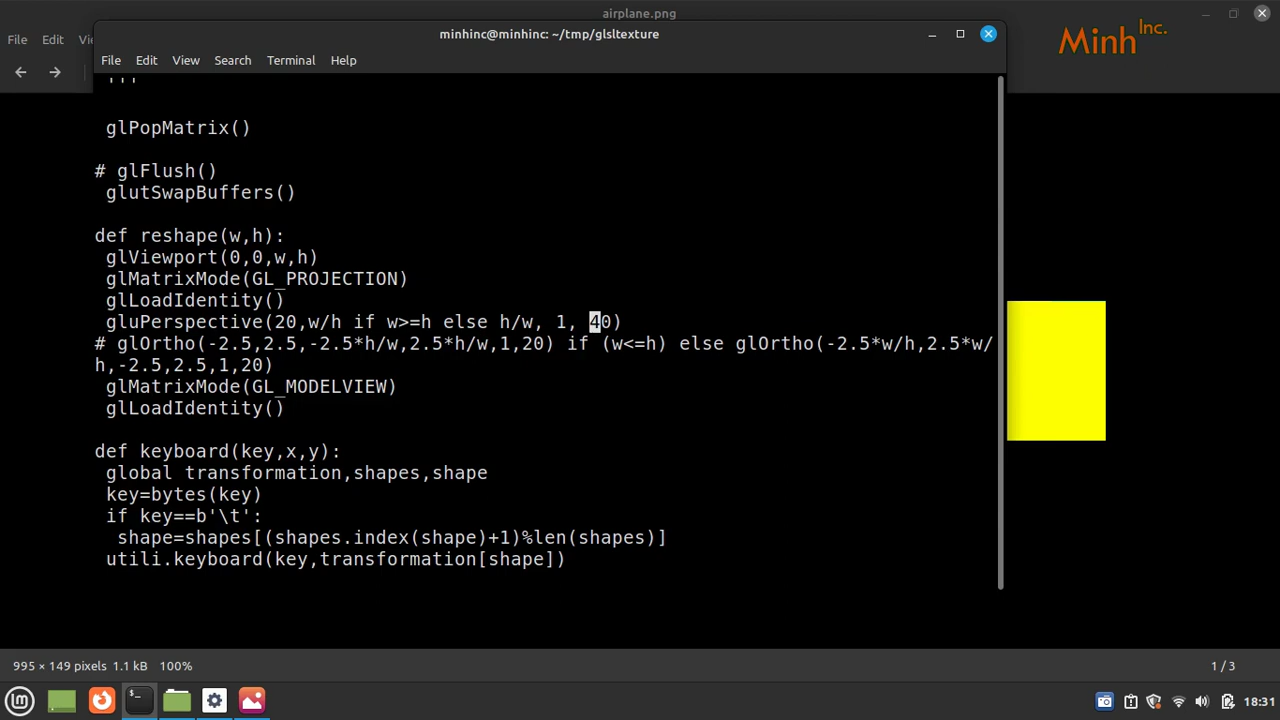 airplane.png
File Edit
minhinc@minhinc: ~/tmp/glsltexture
Minh Inc.
File Edit View Search Terminal Help
'''
glPopMatrix()
# glFlush()
glutSwapBuffers()
def reshape(w,h):
glViewport(0,0,w,h)
glMatrixMode(GL_PROJECTION)
glLoadIdentity()
gluPerspective(20,w/h if w>=h else h/w, 1, 40)
# glOrtho(-2.5,2.5,-2.5*h/w,2.5*h/w,1,20) if (w<=h) else glOrtho(-2.5*w/h,2.5*w/
h,-2.5,2.5,1,20)
glMatrixMode(GL_MODELVIEW)
glLoadIdentity()
def keyboard(key,x,y):
global transformation,shapes,shape
key=bytes(key)
if key==b'\t':
shape=shapes[(shapes.index(shape)+1)%len(shapes)]
utili.keyboard(key,transformation[shape])
995 × 149 pixels 1.1 kB 100%
1 / 3
18:31